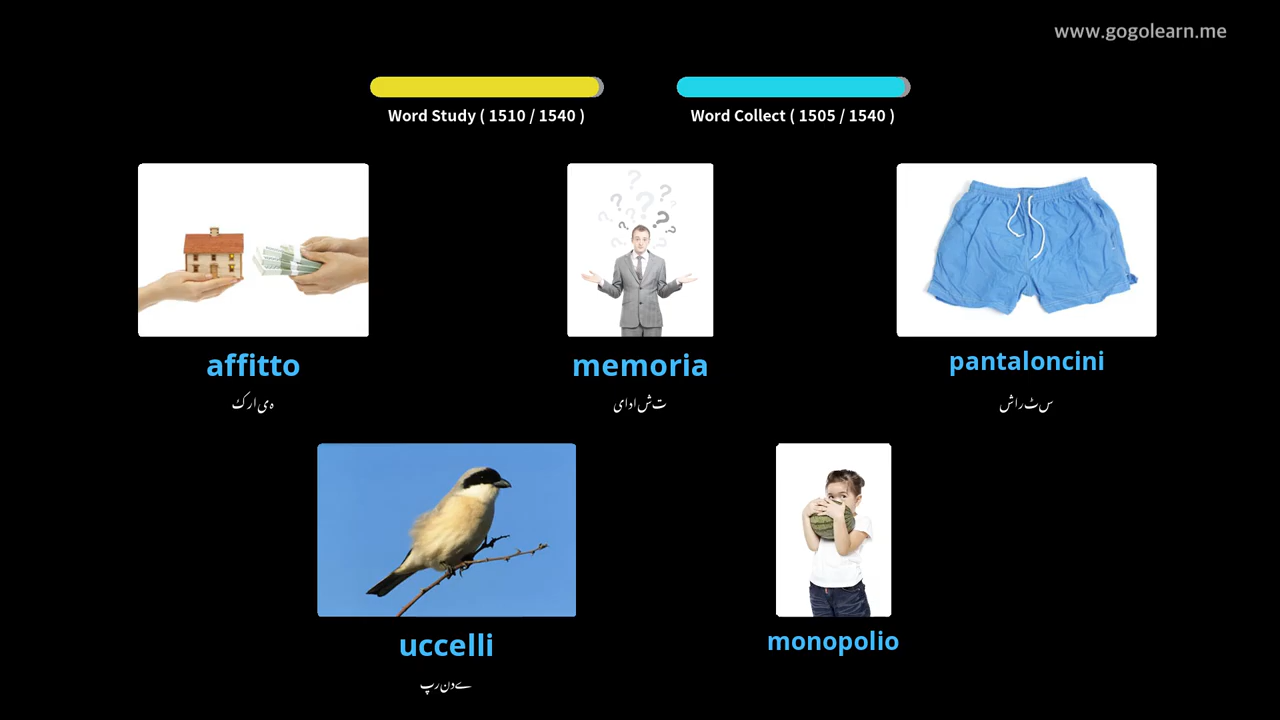 www.gogolearn.me
Word Study ( 1510 / 1540 )
Word Collect ( 1505 / 1540 )
affitto
memoria
pantaloncini
کرایہ
یاداشت
شارٹس
uccelli
monopolio
پرندے